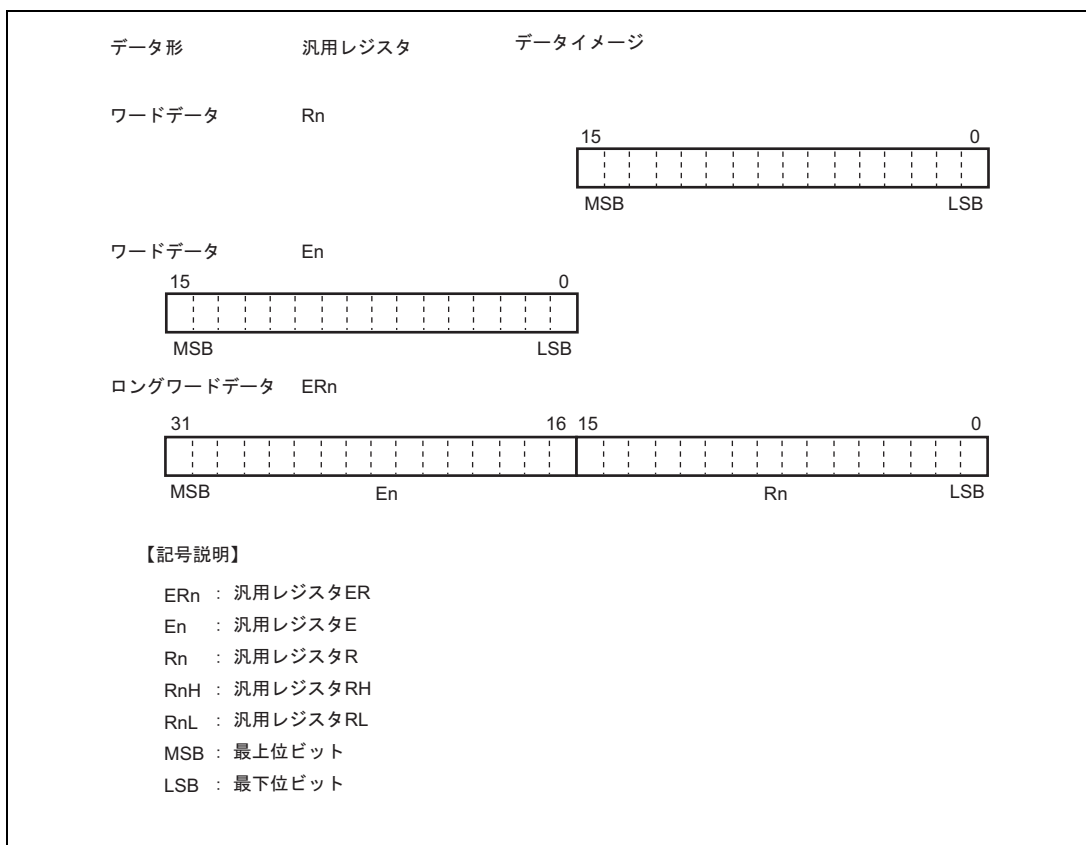 データ形 汎用レジスタ データイメージ
ワードデータ Rn
15 0
MSB LSB
ワードデータ En
15 0
MSB LSB
ロングワードデータ ERn
31 16 15 0
MSB En Rn LSB
【記号説明】
ERn : 汎用レジスタER
En : 汎用レジスタE
Rn : 汎用レジスタR
RnH : 汎用レジスタRH
RnL : 汎用レジスタRL
MSB : 最上位ビット
LSB : 最下位ビット